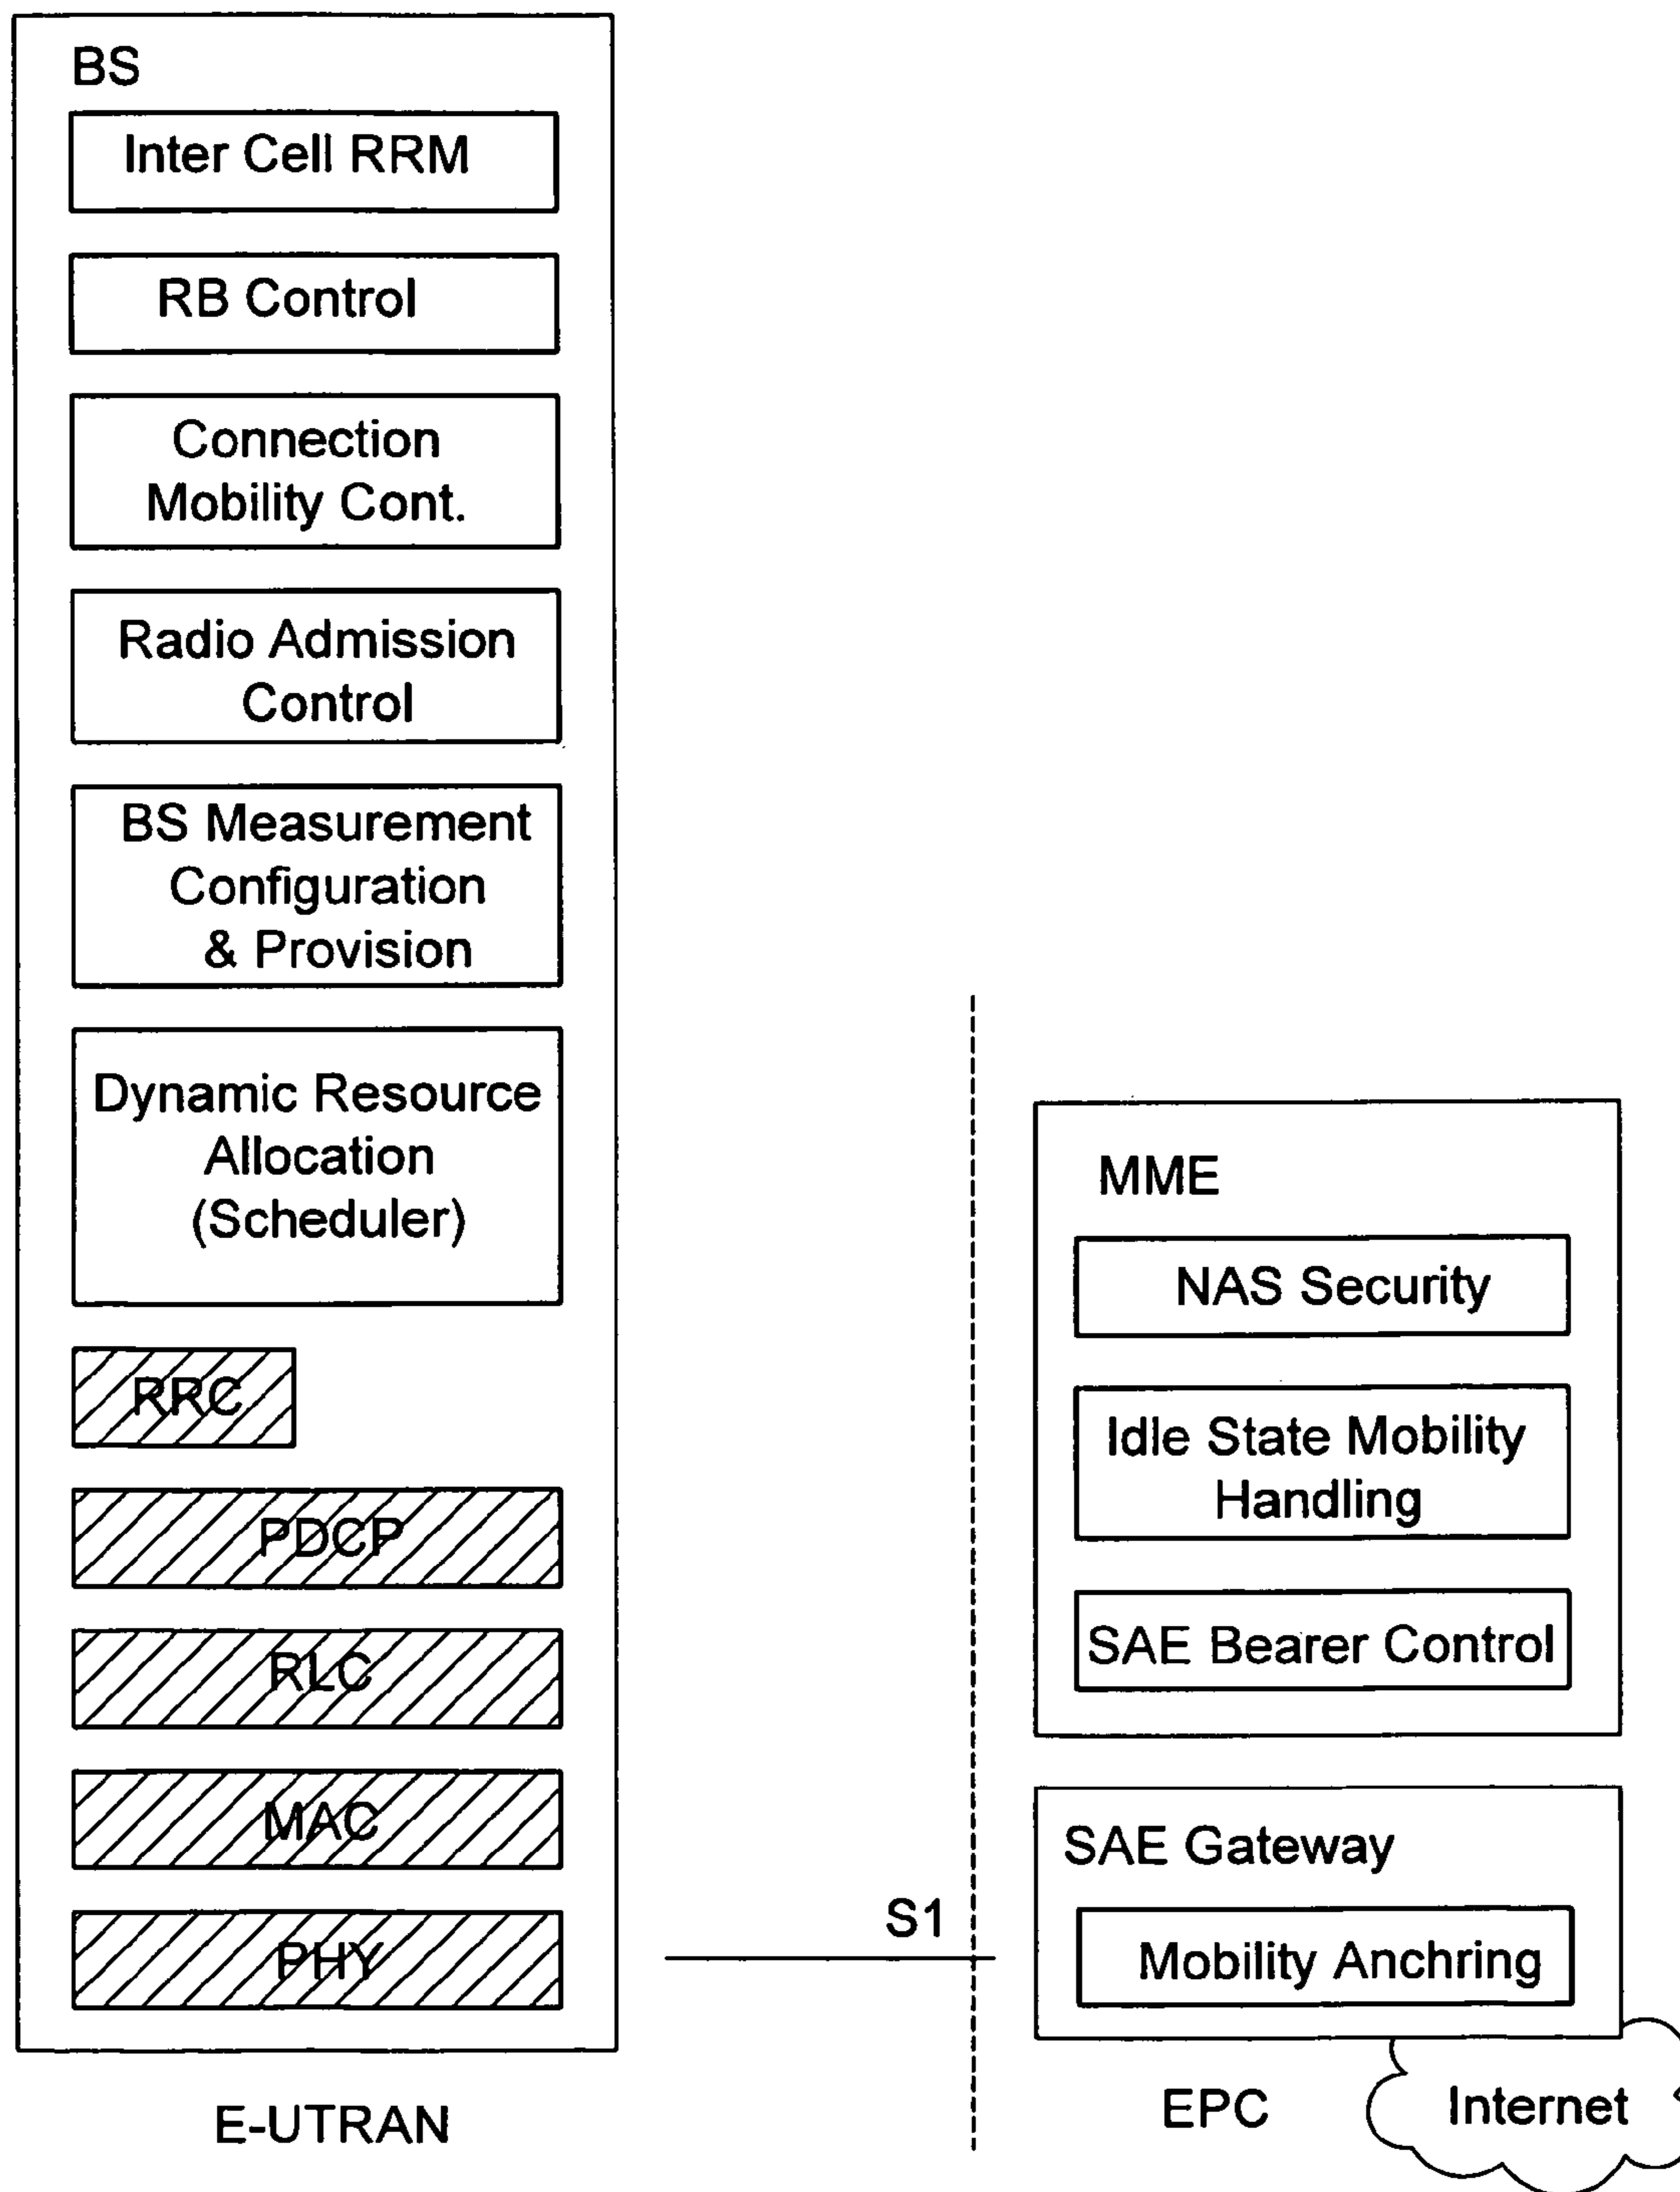 BS
Inter Cell RRM
RB Control
Connection
Mobility Cont.
Radio Admission
Control
BS Measurement
Configuration
& Provision
Dynamic Resource
Allocation
(Scheduler)
RRC
PDCP
RLC
MAC
PHY
E-UTRAN
S1
MME
NAS Security
Idle State Mobility
Handling
SAE Bearer Control
SAE Gateway
Mobility Anchring
EPC
Internet